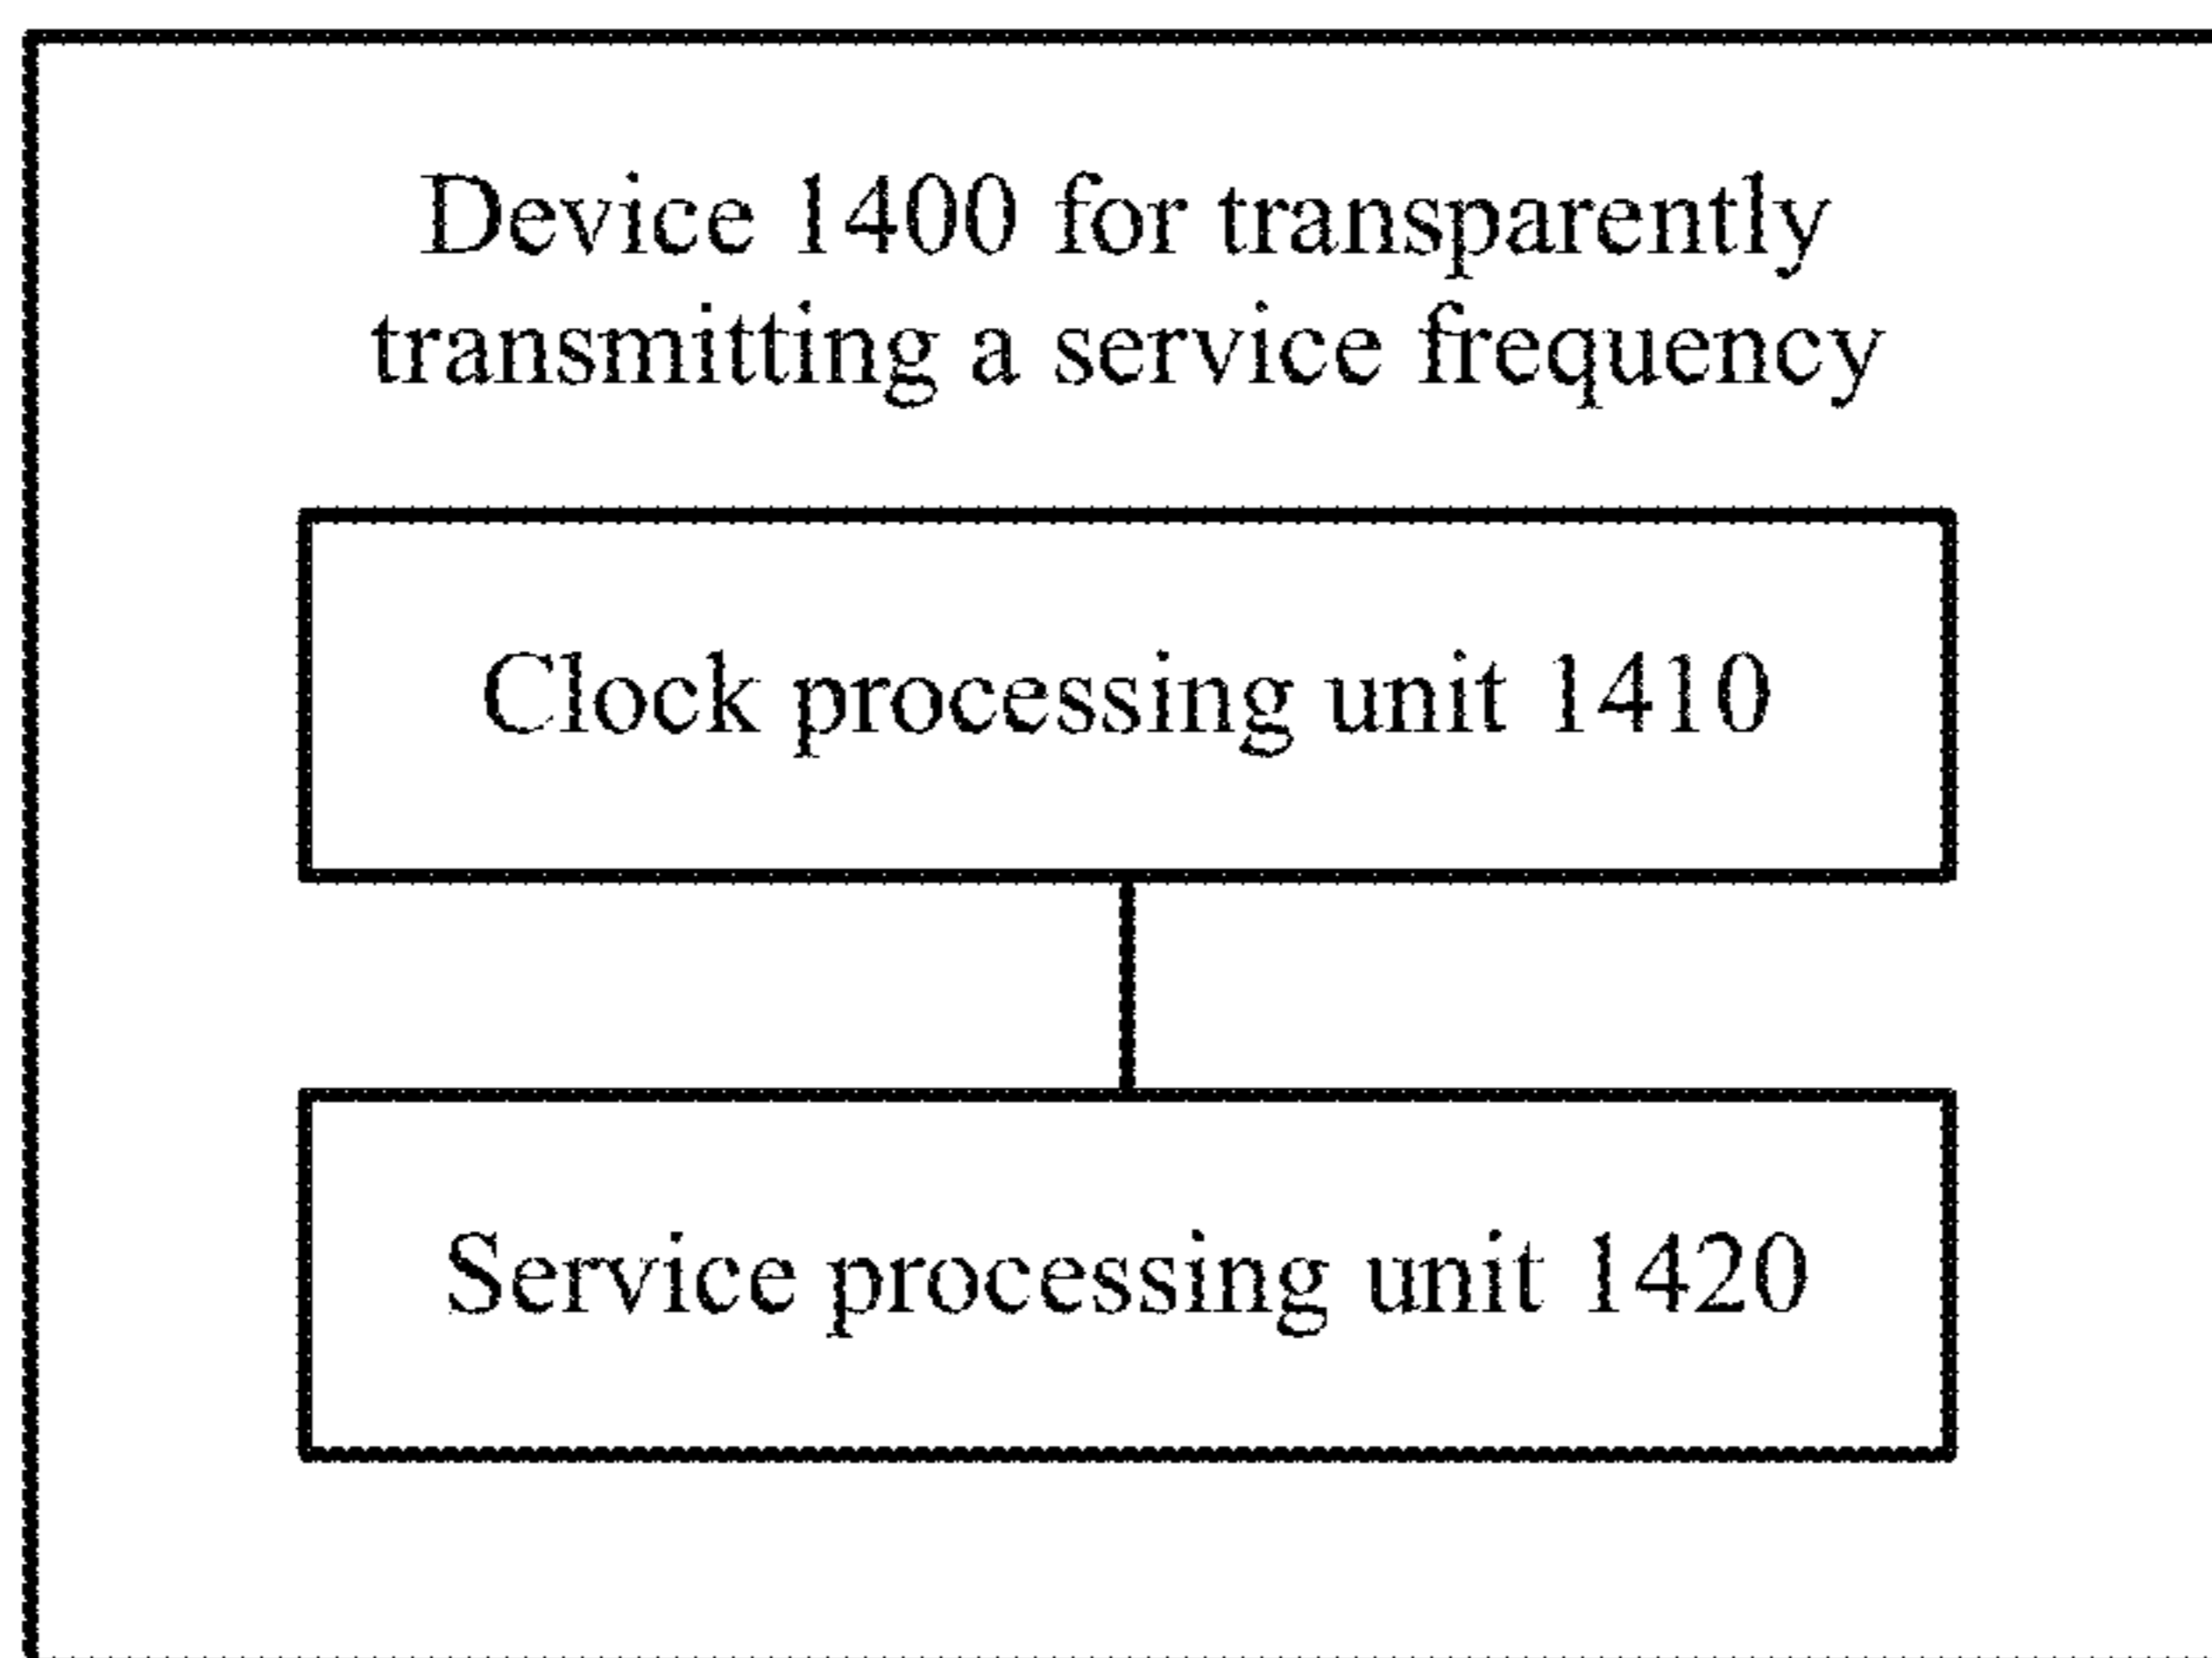 Device 1400 for transparently
transmitting a service frequency
Clock processing unit 1410
Service processing unit 1420